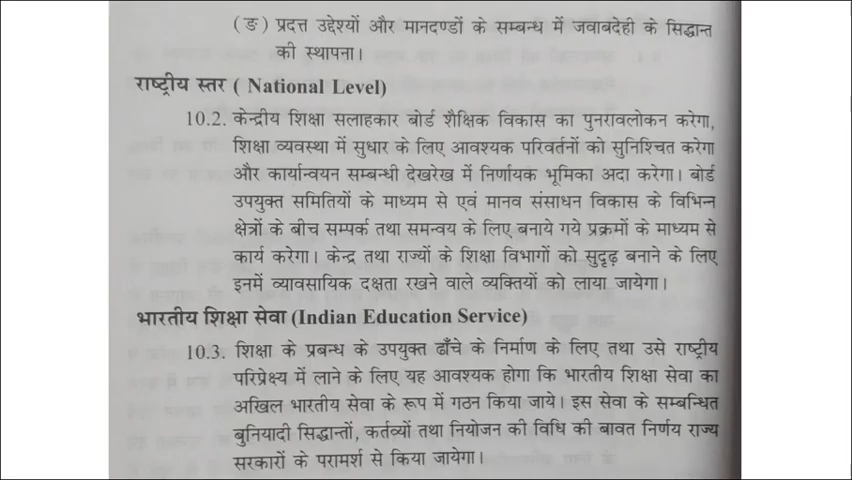 (ङ) प्रदत्त उद्देश्यों और मानदण्डों के सम्बन्ध में जवाबदेही के सिद्धान्त
की स्थापना।
राष्ट्रीय स्तर ( National Level)
10.2. केन्द्रीय शिक्षा सलाहकार बोर्ड शैक्षिक विकास का पुनरावलोकन करेगा,
शिक्षा व्यवस्था में सुधार के लिए आवश्यक परिवर्तनों को सुनिश्चित करेगा
और कार्यान्वयन सम्बन्धी देखरेख में निर्णायक भूमिका अदा करेगा। बोर्ड
उपयुक्त समितियों के माध्यम से एवं मानव संसाधन विकास के विभिन्न
क्षेत्रों के बीच सम्पर्क तथा समन्वय के लिए बनाये गये प्रक्रमों के माध्यम से
कार्य करेगा। केन्द्र तथा राज्यों के शिक्षा विभागों को सुदृढ़ बनाने के लिए
इनमें व्यावसायिक दक्षता रखने वाले व्यक्तियों को लाया जायेगा।
भारतीय शिक्षा सेवा (Indian Education Service)
10.3. शिक्षा के प्रबन्ध के उपयुक्त ढाँचे के निर्माण के लिए तथा उसे राष्ट्रीय
परिप्रेक्ष्य में लाने के लिए यह आवश्यक होगा कि भारतीय शिक्षा सेवा का
अखिल भारतीय सेवा के रूप में गठन किया जाये। इस सेवा के सम्बन्धित
बुनियादी सिद्धान्तों, कर्तव्यों तथा नियोजन की विधि की बावत निर्णय राज्य
सरकारों के परामर्श से किया जायेगा।